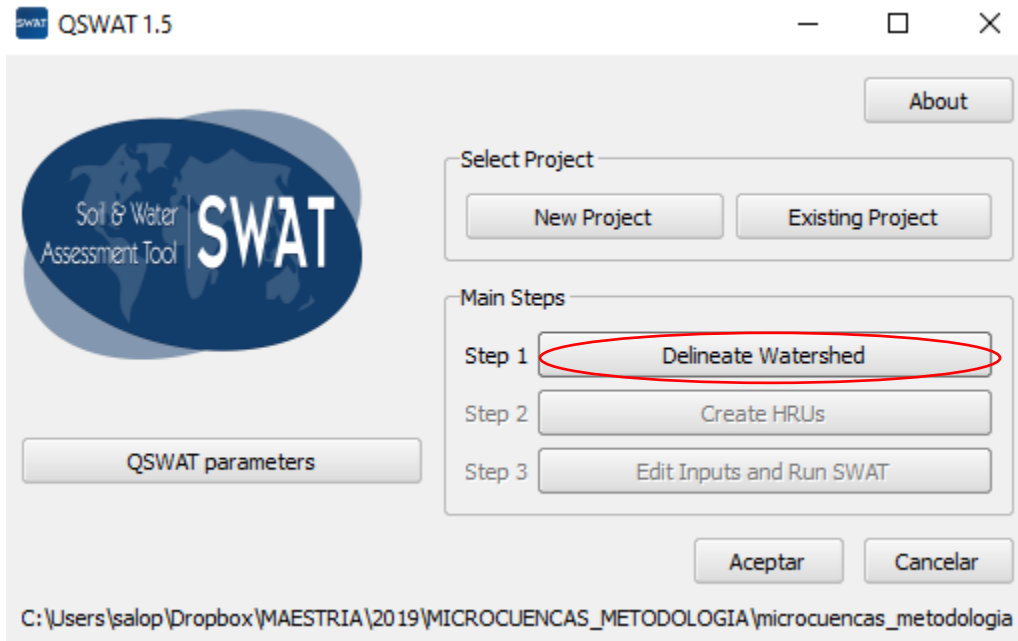 SWAT QSWAT 1.5
About
Select Project
New Project Existing Project
Soil & Water
Assessment Tool SWAT
Main Steps
Step 1 Delineate Watershed
Step 2 Create HRUs
QSWAT parameters
Step 3 Edit Inputs and Run SWAT
Aceptar Cancelar
C:\Users\salop\Dropbox\MAESTRIA\2019\MICROCUENCAS_METODOLOGIA\microcuencas_metodologia